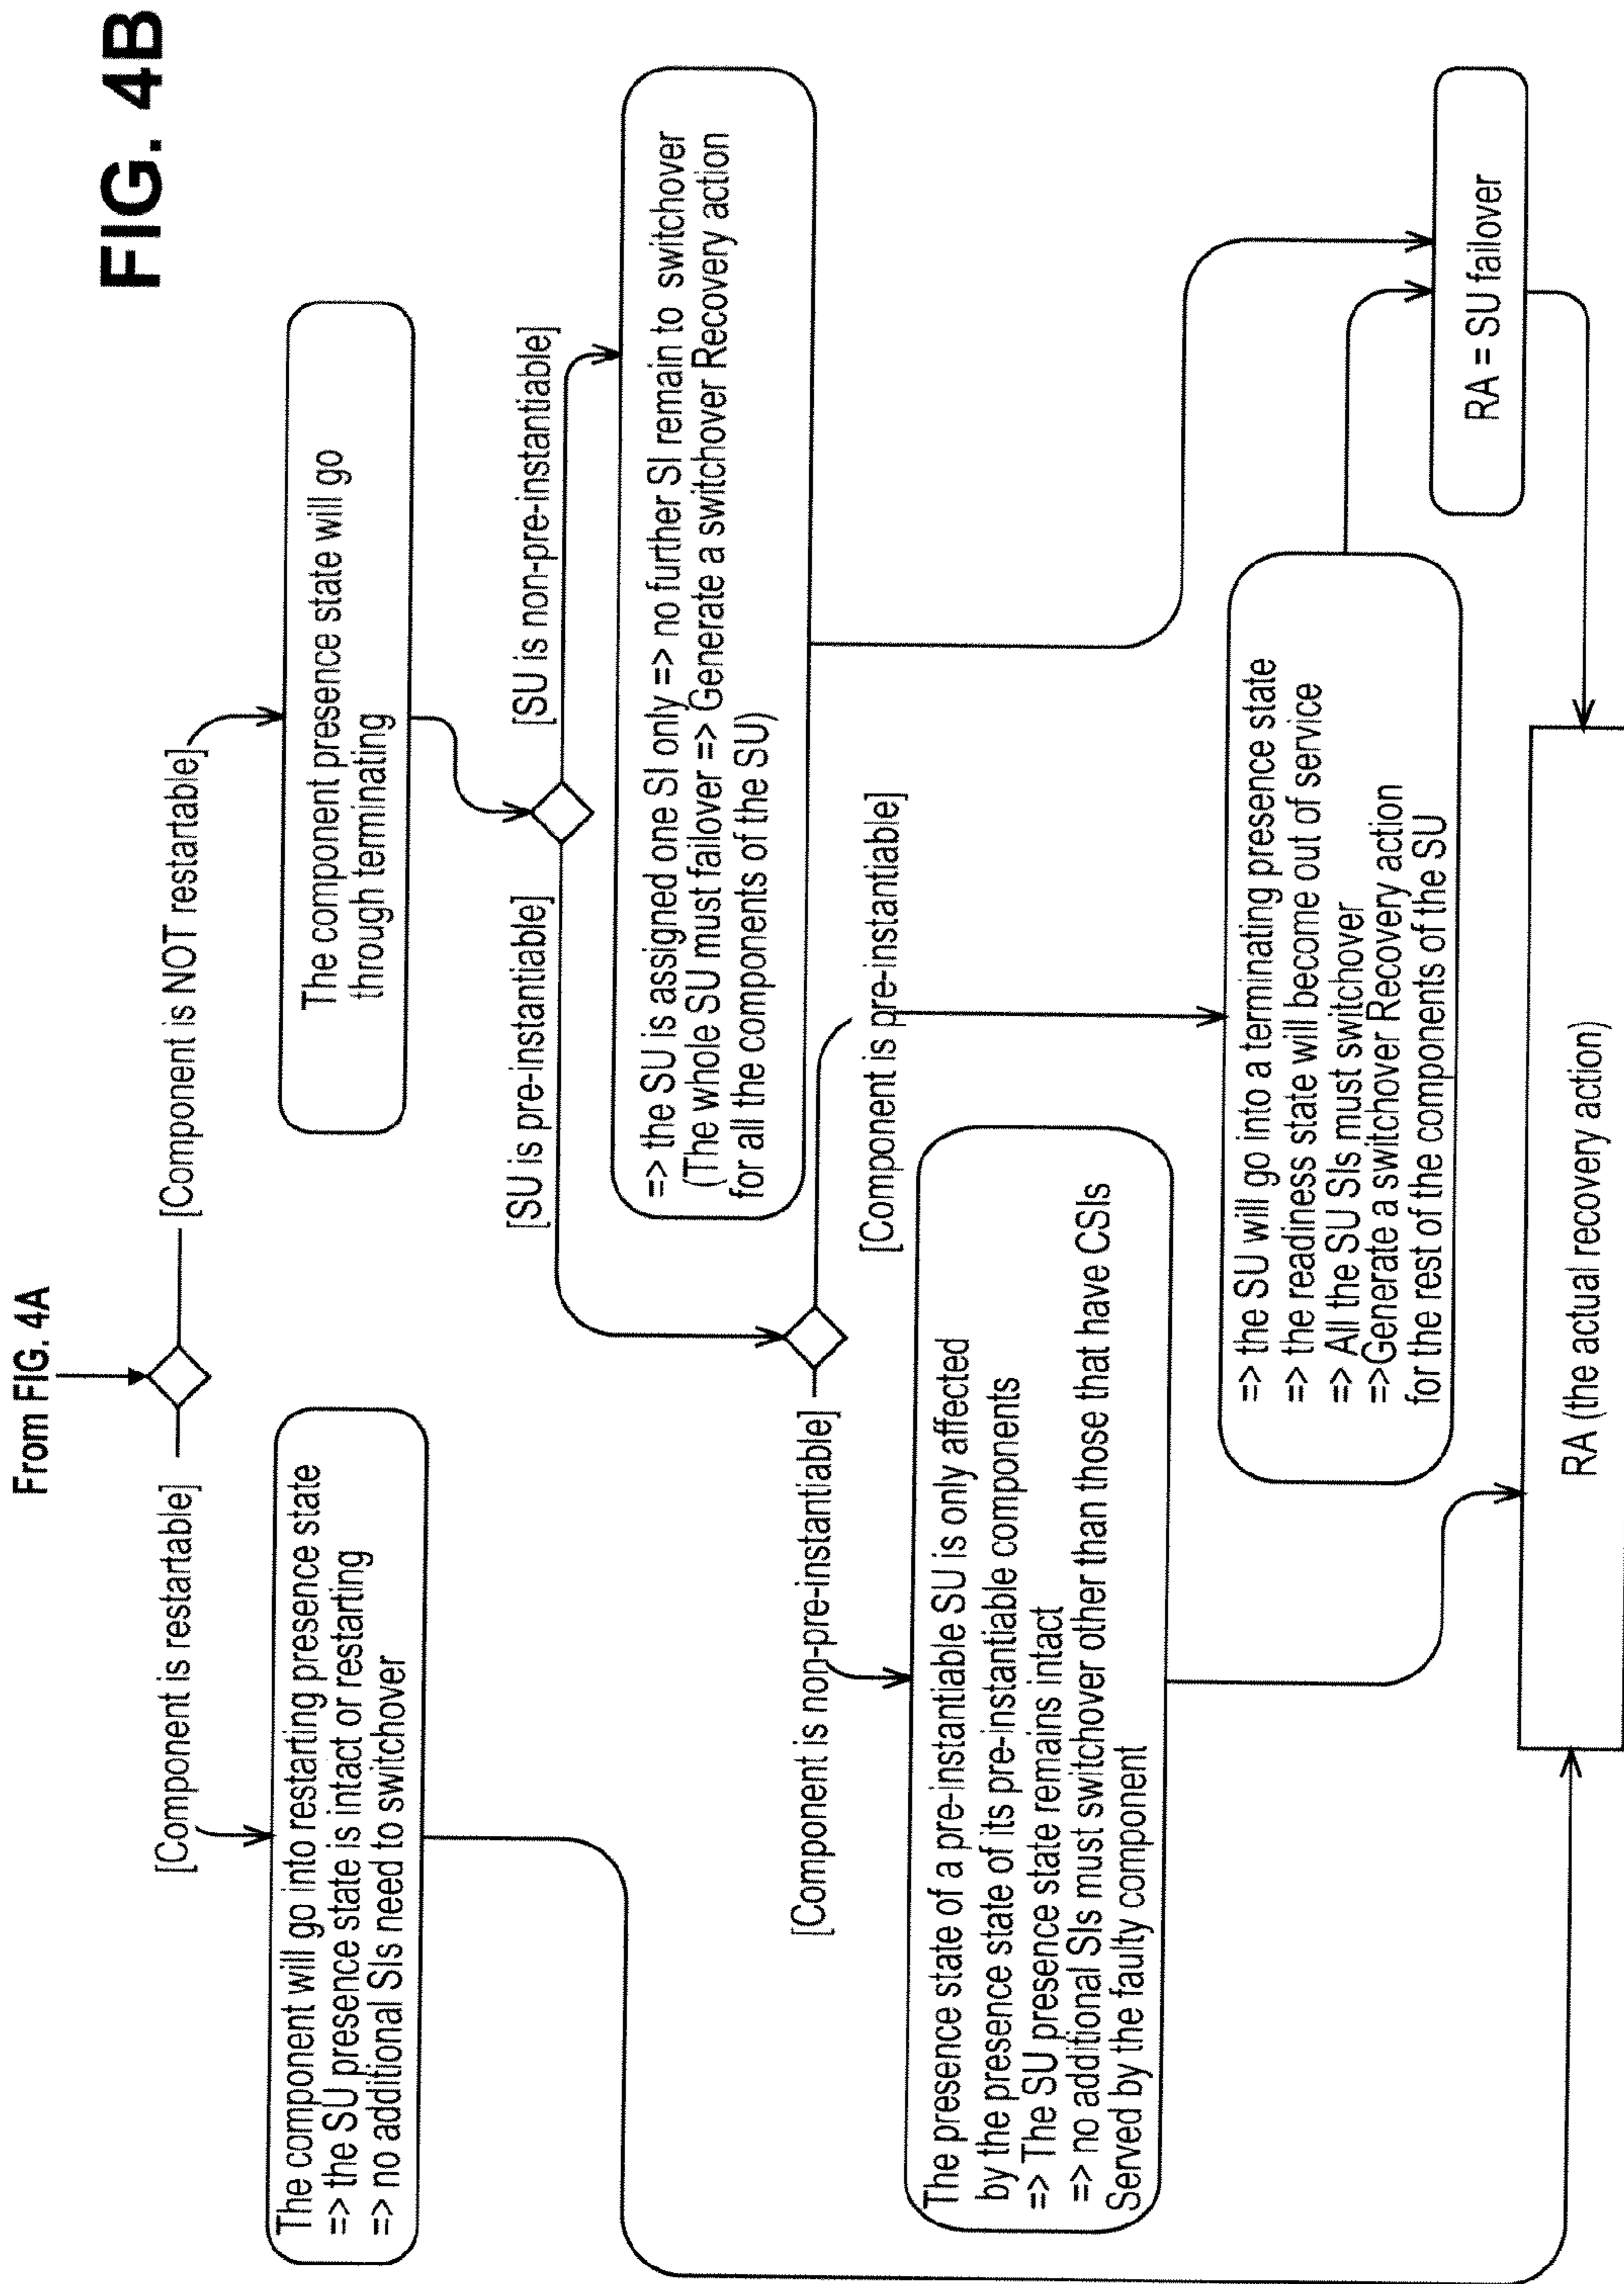 FIG. 4B
From FIG. 4A
[Component is restartable]
[Component is NOT restartable]
The component will go into restarting presence state
=> the SU presence state is intact or restarting
=> no additional SIs need to switchover
The component presence state will go
through terminating
[SU is pre-instantiable]
[SU is non-pre-instantiable]
=> the SU is assigned one SI only => no further SI remain to switchover
(The whole SU must failover => Generate a switchover Recovery action
for all the components of the SU)
[Component is non-pre-instantiable]
[Component is pre-instantiable]
The presence state of a pre-instantiable SU is only affected
by the presence state of its pre-instantiable components
=> The SU presence state remains intact
=> no additional SIs must switchover other than those that have CSIs
Served by the faulty component
=> the SU will go into a terminating presence state
=> the readiness state will become out of service
=> All the SU SIs must switchover
=>Generate a switchover Recovery action
for the rest of the components of the SU
RA = SU failover
RA (the actual recovery action)